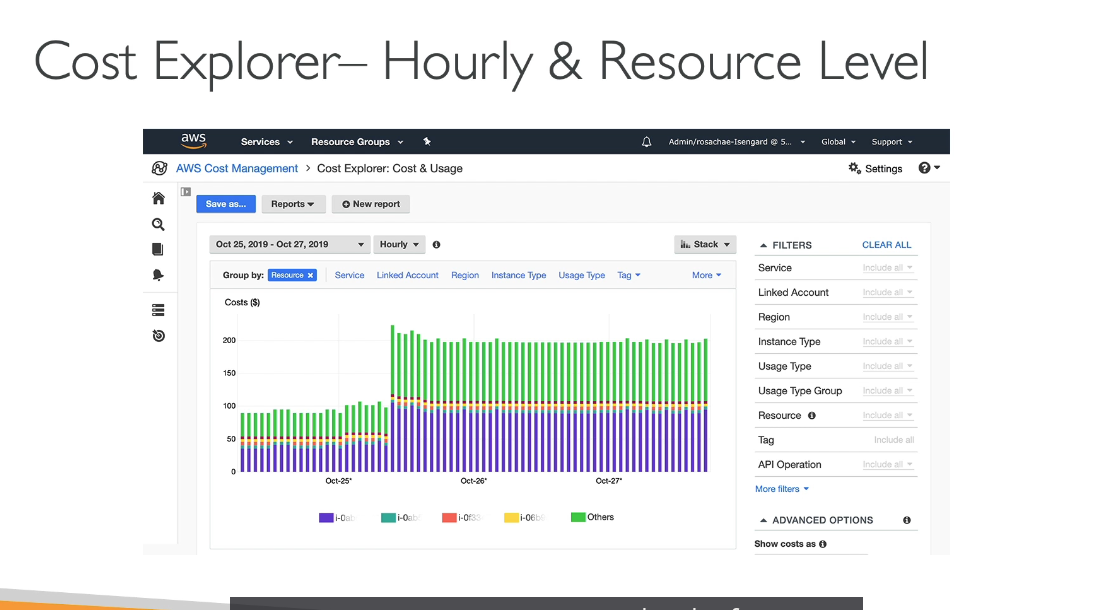 Cost Explorer– Hourly & Resource Level
aws Services Resource Groups Admin/rosachae-Isengard @ 5... Global Support
AWS Cost Management > Cost Explorer: Cost & Usage Settings
Save as... Reports New report
Oct 25, 2019 - Oct 27, 2019 Hourly Stack
Group by: Resource × Service Linked Account Region Instance Type Usage Type Tag More
Costs ($)
200
150
100
50
0
Oct-25* Oct-26* Oct-27*
i-0ab i-0ab i-0f33 i-06b Others
FILTERS CLEAR ALL
Service Include all
Linked Account Include all
Region Include all
Instance Type Include all
Usage Type Include all
Usage Type Group Include all
Resource Include all
Tag Include all
API Operation Include all
More filters
ADVANCED OPTIONS
Show costs as